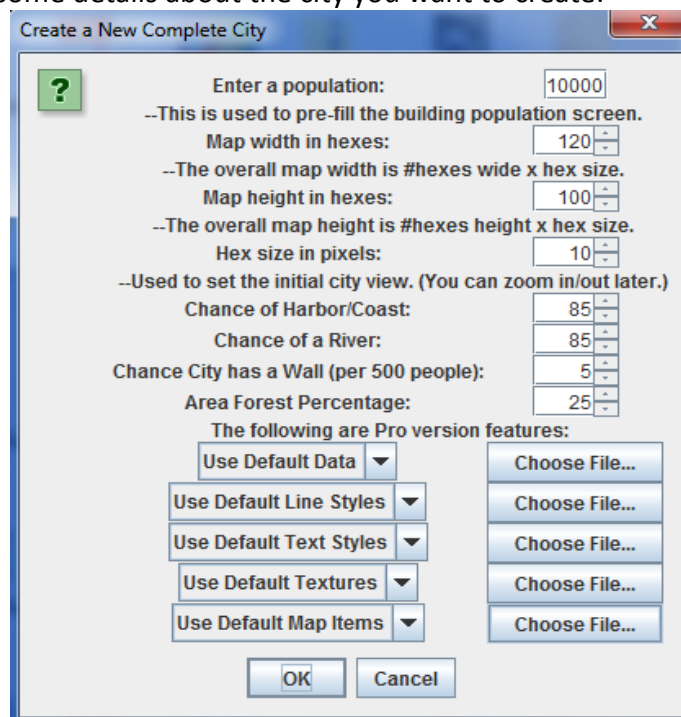 some details about the city you want to create.
Create a New Complete City
x
?
Enter a population: 10000
--This is used to pre-fill the building population screen.
Map width in hexes: 120
--The overall map width is #hexes wide x hex size.
Map height in hexes: 100
--The overall map height is #hexes height x hex size.
Hex size in pixels: 10
--Used to set the initial city view. (You can zoom in/out later.)
Chance of Harbor/Coast: 85
Chance of a River: 85
Chance City has a Wall (per 500 people): 5
Area Forest Percentage: 25
The following are Pro version features:
Use Default Data Choose File...
Use Default Line Styles Choose File...
Use Default Text Styles Choose File...
Use Default Textures Choose File...
Use Default Map Items Choose File...
OK Cancel